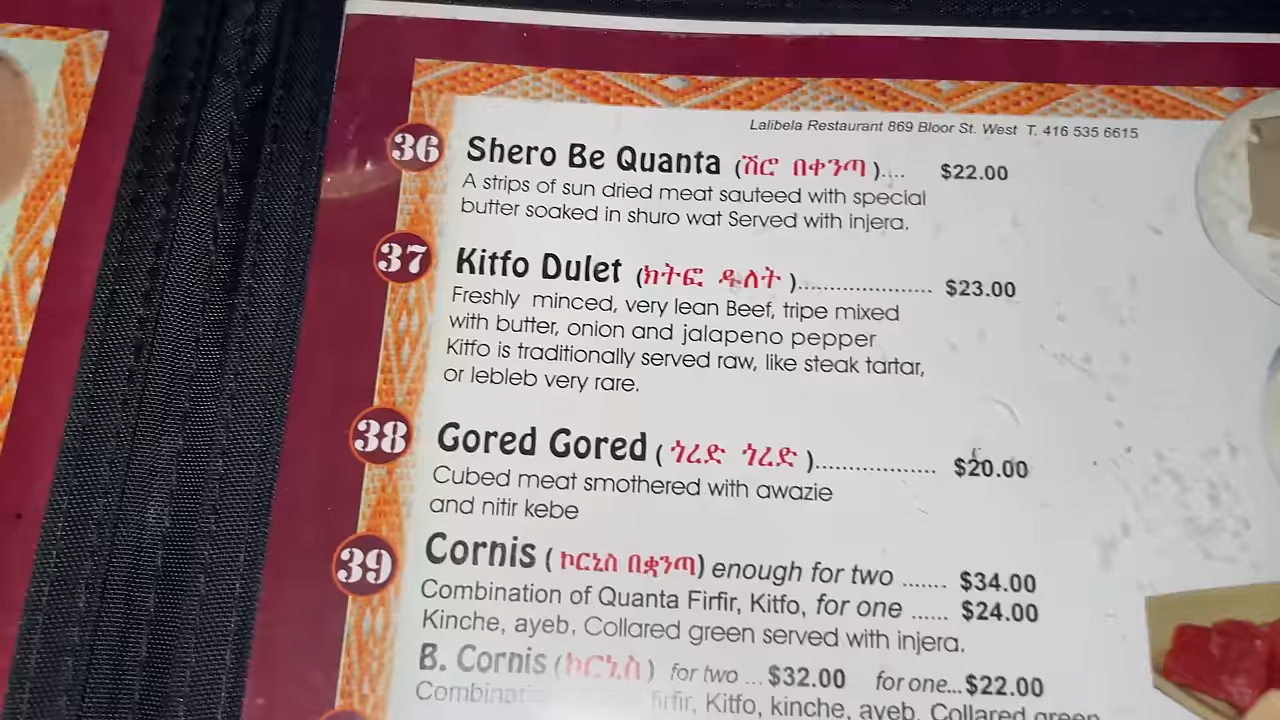 Lalibela Restaurant 869 Bloor St. West T. 416 535 6615
36 Shero Be Quanta (ሽሮ በቀንጣ).... $22.00
A strips of sun dried meat sauteed with special
butter soaked in shuro wat Served with injera.
37 Kitfo Dulet (ክትፎ ዱለት )..................... $23.00
Freshly minced, very lean Beef, tripe mixed
with butter, onion and jalapeno pepper
Kitfo is traditionally served raw, like steak tartar,
or lebleb very rare.
38 Gored Gored ( ጎረድ ጎረድ ).................. $20.00
Cubed meat smothered with awazie
and nitir kebe
39 Cornis ( ኮርኒስ በቋንጣ) enough for two ....... $34.00
Combination of Quanta Firfir, Kitfo, for one ...... $24.00
Kinche, ayeb, Collared green served with injera.
B. Cornis (ኮርኒስ) for two ... $32.00 for one... $22.00
firfir, Kitfo, kinche, ayeb, Collared green